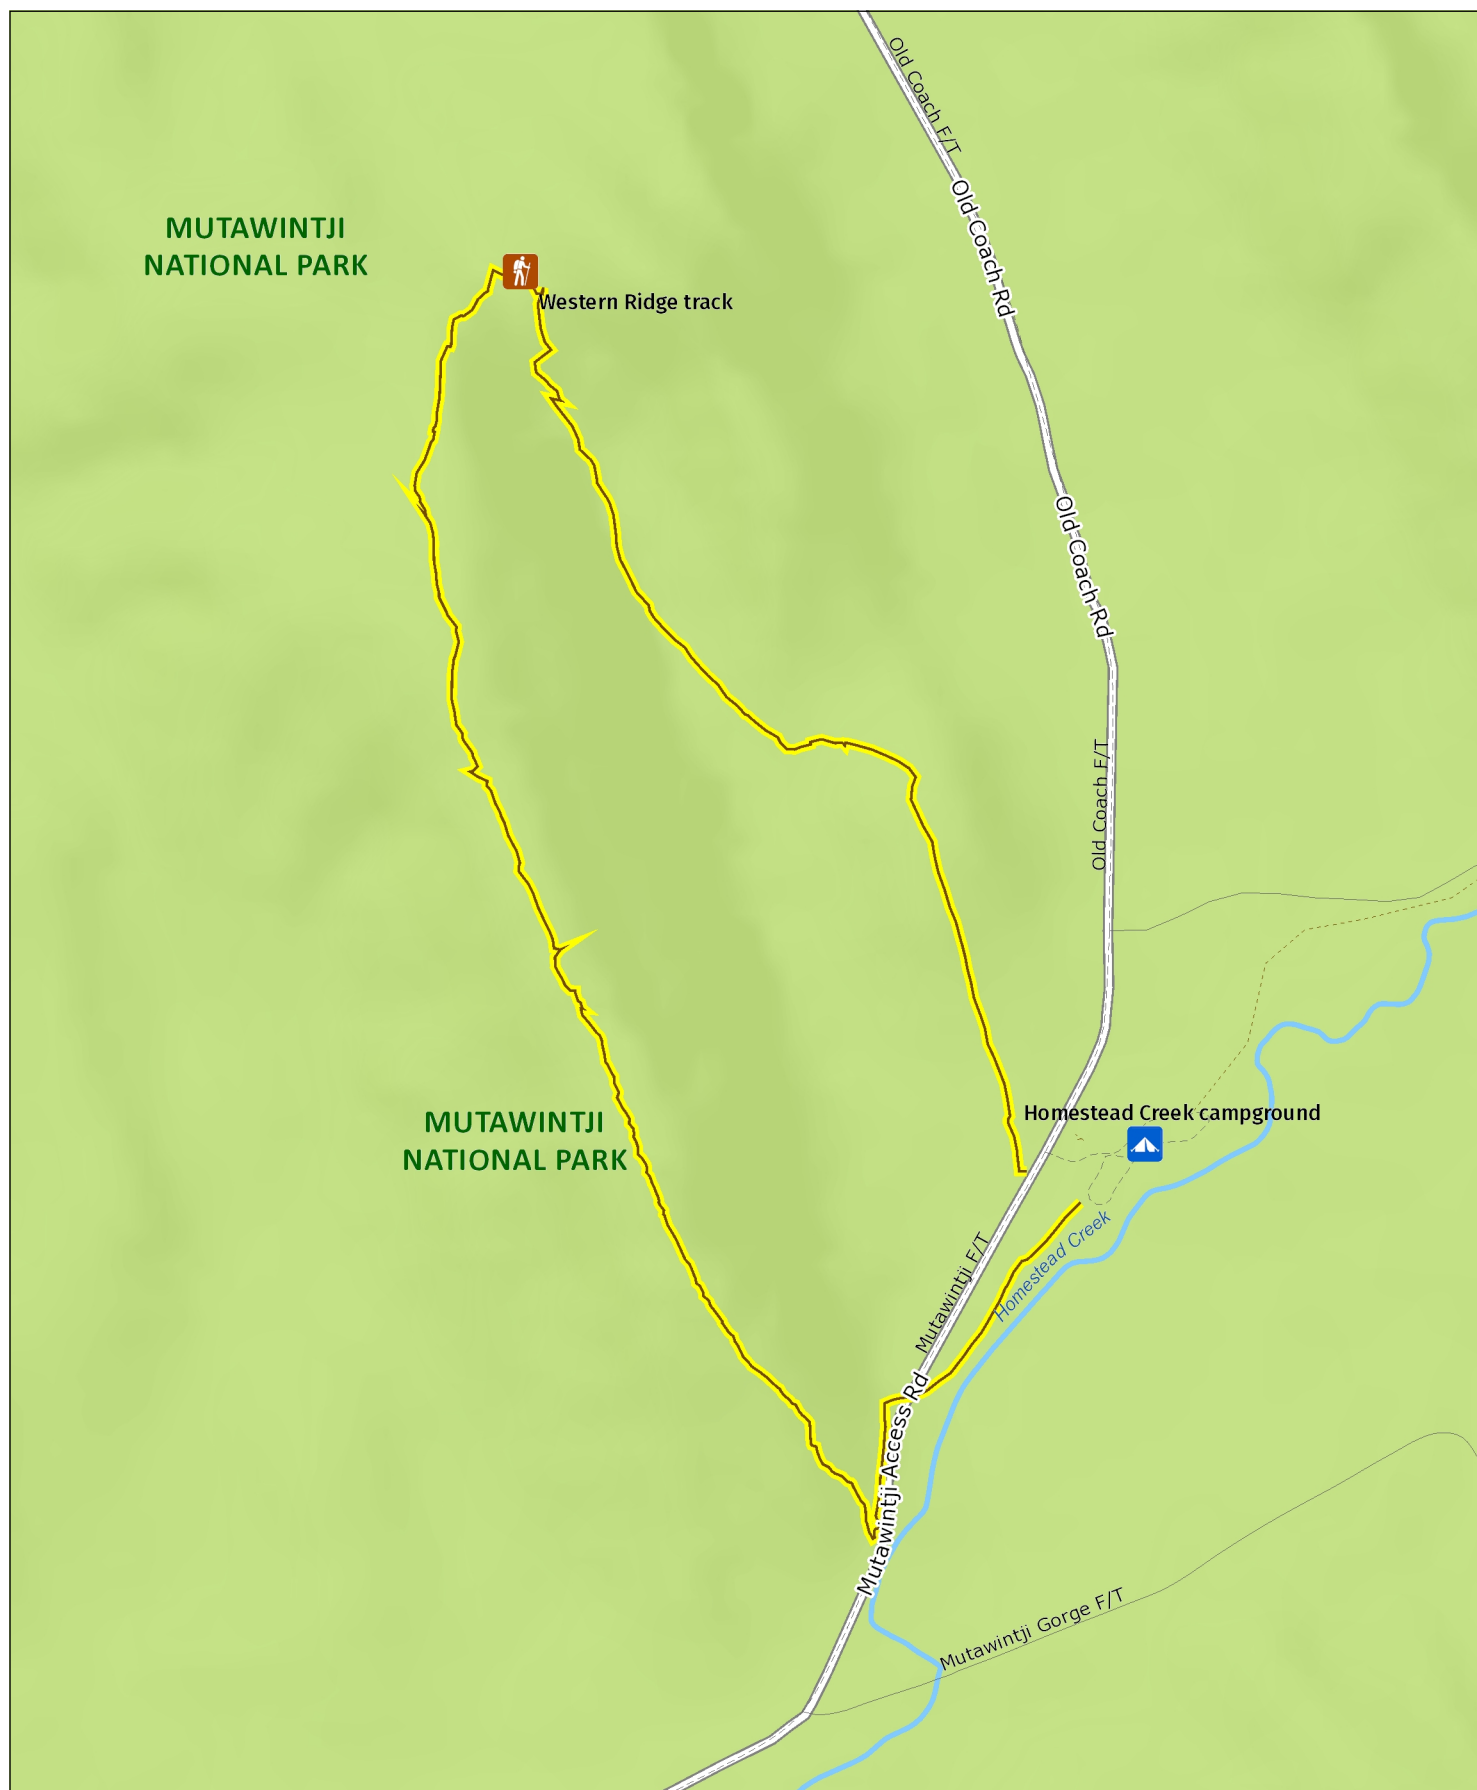 Old Coach F/T
Old Coach Rd
MUTAWINTJI
NATIONAL PARK
Western Ridge track
Old Coach Rd
Old Coach F/T
Homestead Creek campground
MUTAWINTJI
NATIONAL PARK
Homestead Creek
Mutawintji F/T
Mutawintji Access Rd
Mutawintji Gorge F/T